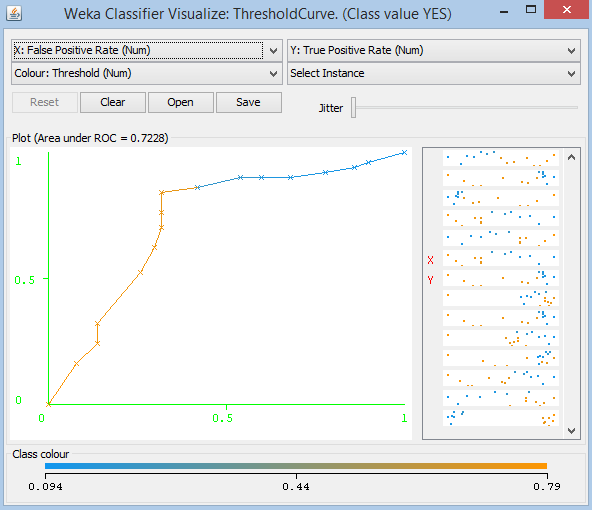 Weka Classifier Visualize: ThresholdCurve. (Class value YES)
X: False Positive Rate (Num)
Y: True Positive Rate (Num)
Colour: Threshold (Num)
Select Instance
Reset
Clear
Open
Save
Jitter
Plot (Area under ROC = 0.7228)
1
0.5
0
0
0.5
1
X
Y
Class colour
0.094
0.44
0.79